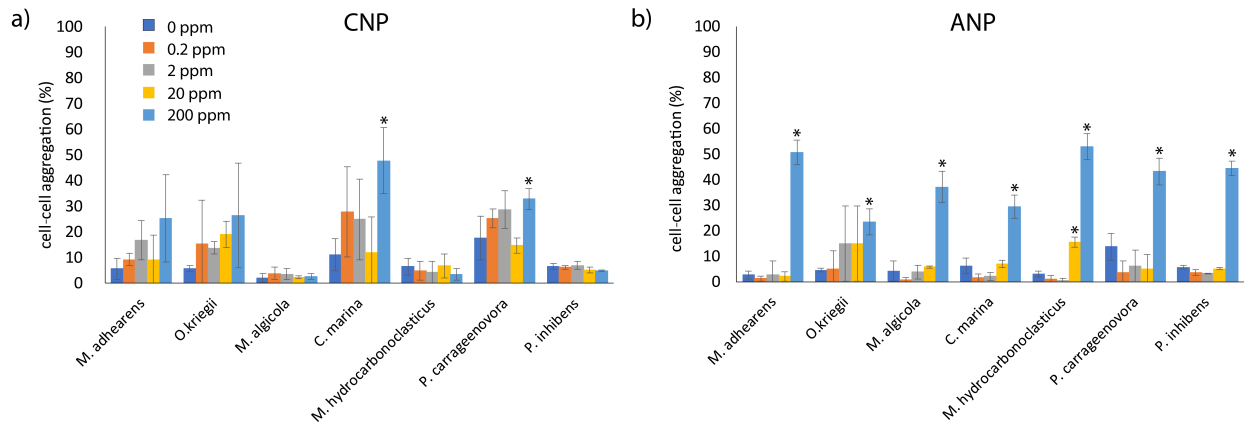 a)
CNP
0 ppm
0.2 ppm
2 ppm
20 ppm
200 ppm
cell-cell aggregation (%)
100
90
80
70
60
50
40
30
20
10
0
*
*
M. adhearens
O.kriegii
M. algicola
C. marina
M. hydrocarbonoclasticus
P. carrageenovora
P. inhibens
b)
ANP
cell-cell aggregation (%)
100
90
80
70
60
50
40
30
20
10
0
*
*
*
*
*
*
*
*
M. adhearens
O.kriegii
M. algicola
C. marina
M. hydrocarbonoclasticus
P. carrageenovora
P. inhibens